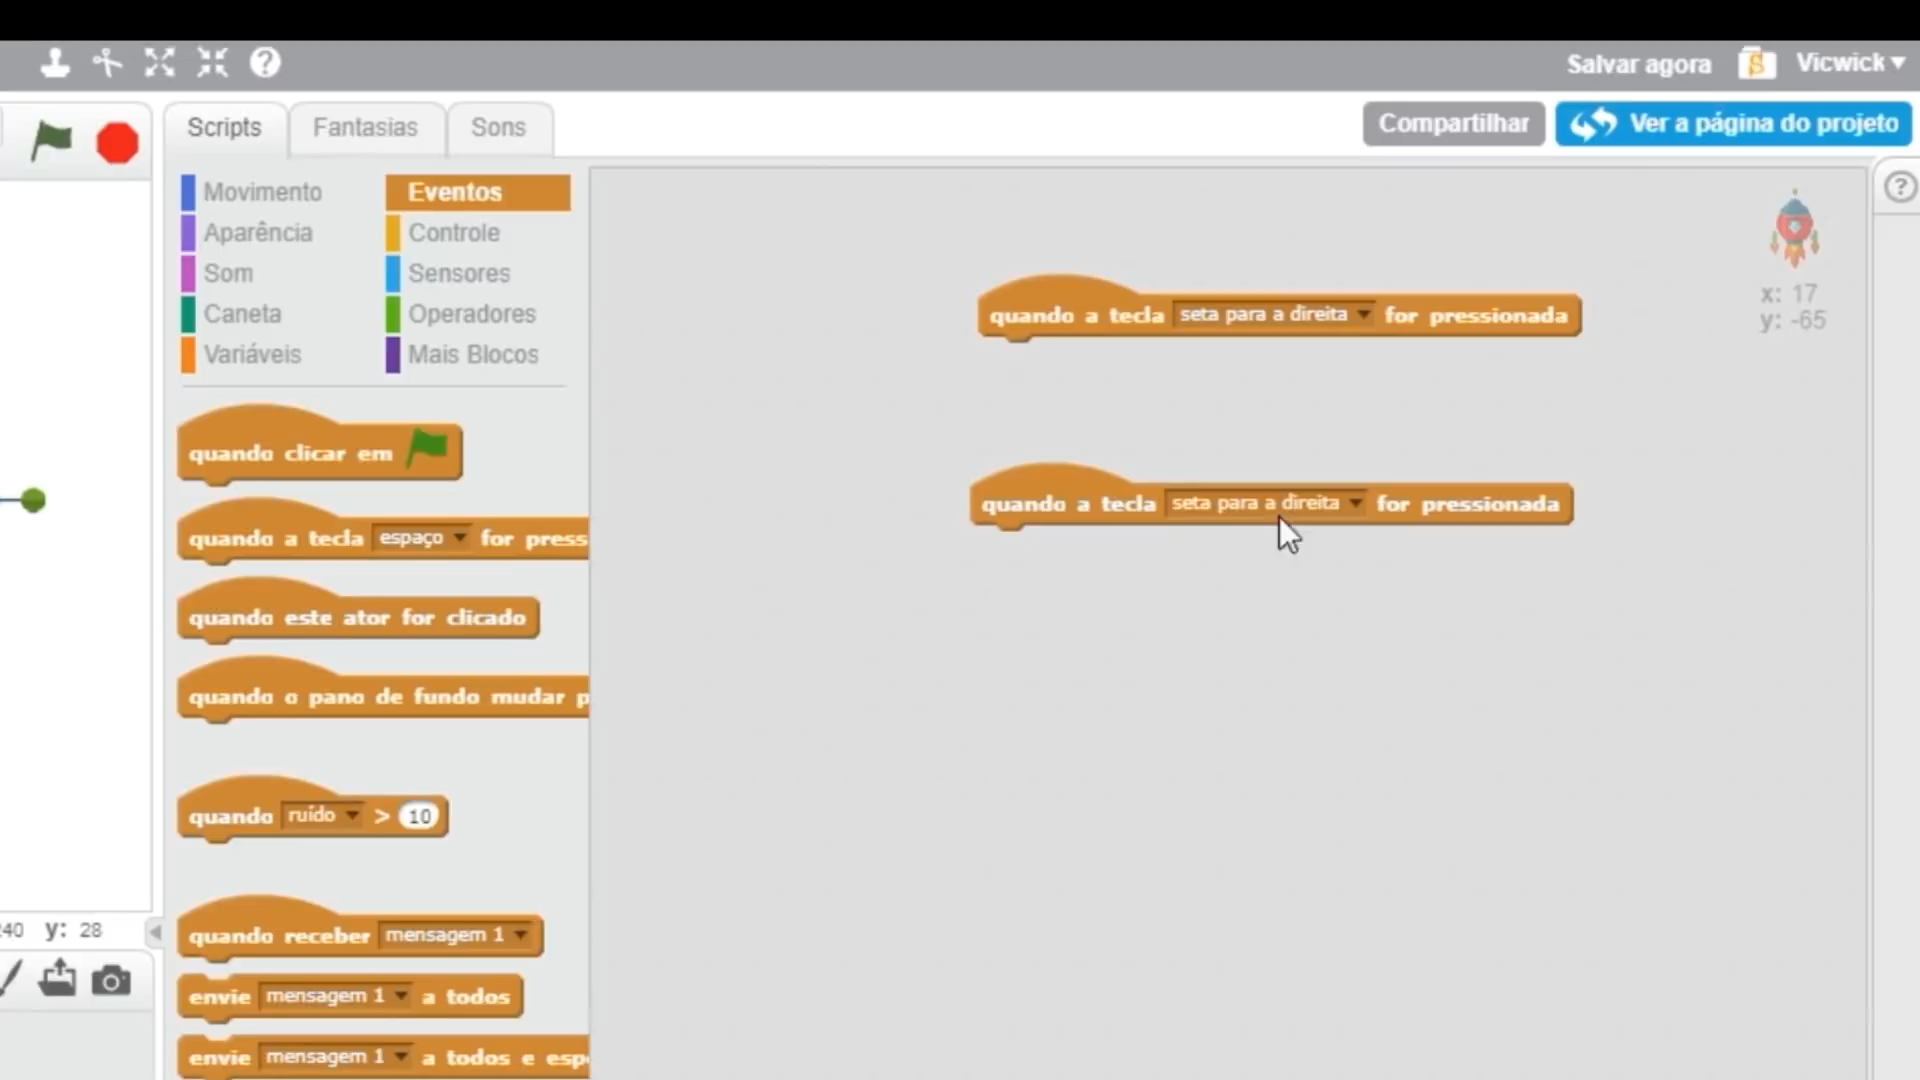 Salvar agora
Vicwick
Scripts
Fantasias
Sons
Compartilhar
Ver a página do projeto
Movimento
Eventos
Aparência
Controle
Som
Sensores
Caneta
Operadores
Variáveis
Mais Blocos
quando a tecla seta para a direita for pressionada
x: 17
y: -65
quando clicar em
quando a tecla seta para a direita for pressionada
quando a tecla espaço for press
quando este ator for clicado
quando o pano de fundo mudar p
quando ruído > 10
40 y: 28
quando receber mensagem 1
envie mensagem 1 a todos
envie mensagem 1 a todos e esp